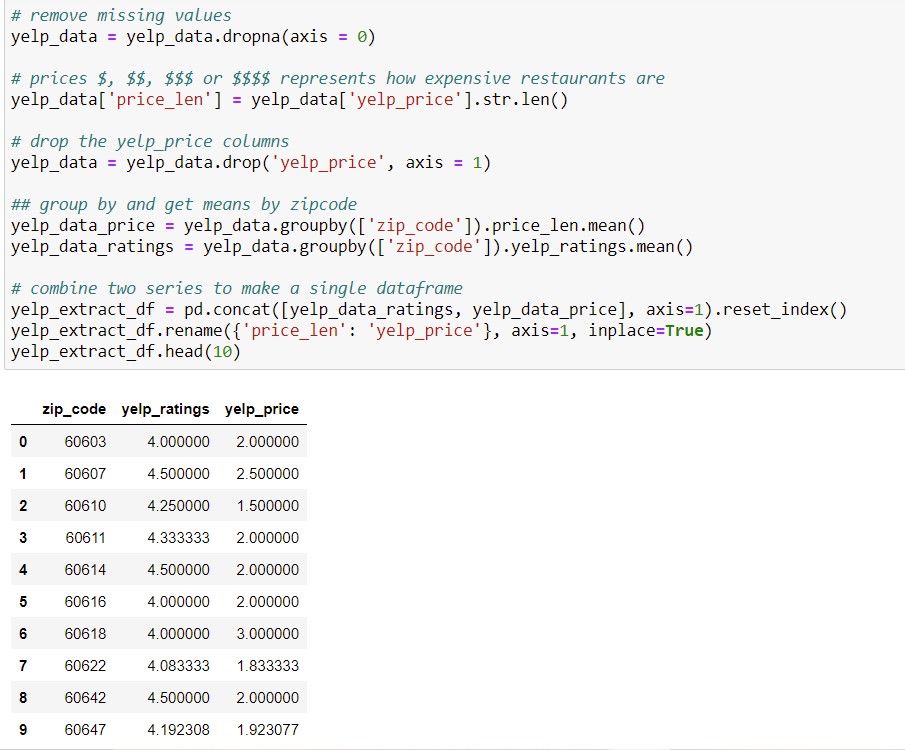 # remove missing values
yelp_data = yelp_data.dropna(axis = 0)
# prices $, $$, $$$ or $$$$ represents how expensive restaurants are
yelp_data['price_len'] = yelp_data['yelp_price'].str.len()
# drop the yelp_price columns
yelp_data = yelp_data.drop('yelp_price', axis = 1)
## group by and get means by zipcode
yelp_data_price = yelp_data.groupby(['zip_code']).price_len.mean()
yelp_data_ratings = yelp_data.groupby(['zip_code']).yelp_ratings.mean()
# combine two series to make a single dataframe
yelp_extract_df = pd.concat([yelp_data_ratings, yelp_data_price], axis=1).reset_index()
yelp_extract_df.rename({'price_len': 'yelp_price'}, axis=1, inplace=True)
yelp_extract_df.head(10)
zip_code yelp_ratings yelp_price
0 60603 4.000000 2.000000
1 60607 4.500000 2.500000
2 60610 4.250000 1.500000
3 60611 4.333333 2.000000
4 60614 4.500000 2.000000
5 60616 4.000000 2.000000
6 60618 4.000000 3.000000
7 60622 4.083333 1.833333
8 60642 4.500000 2.000000
9 60647 4.192308 1.923077